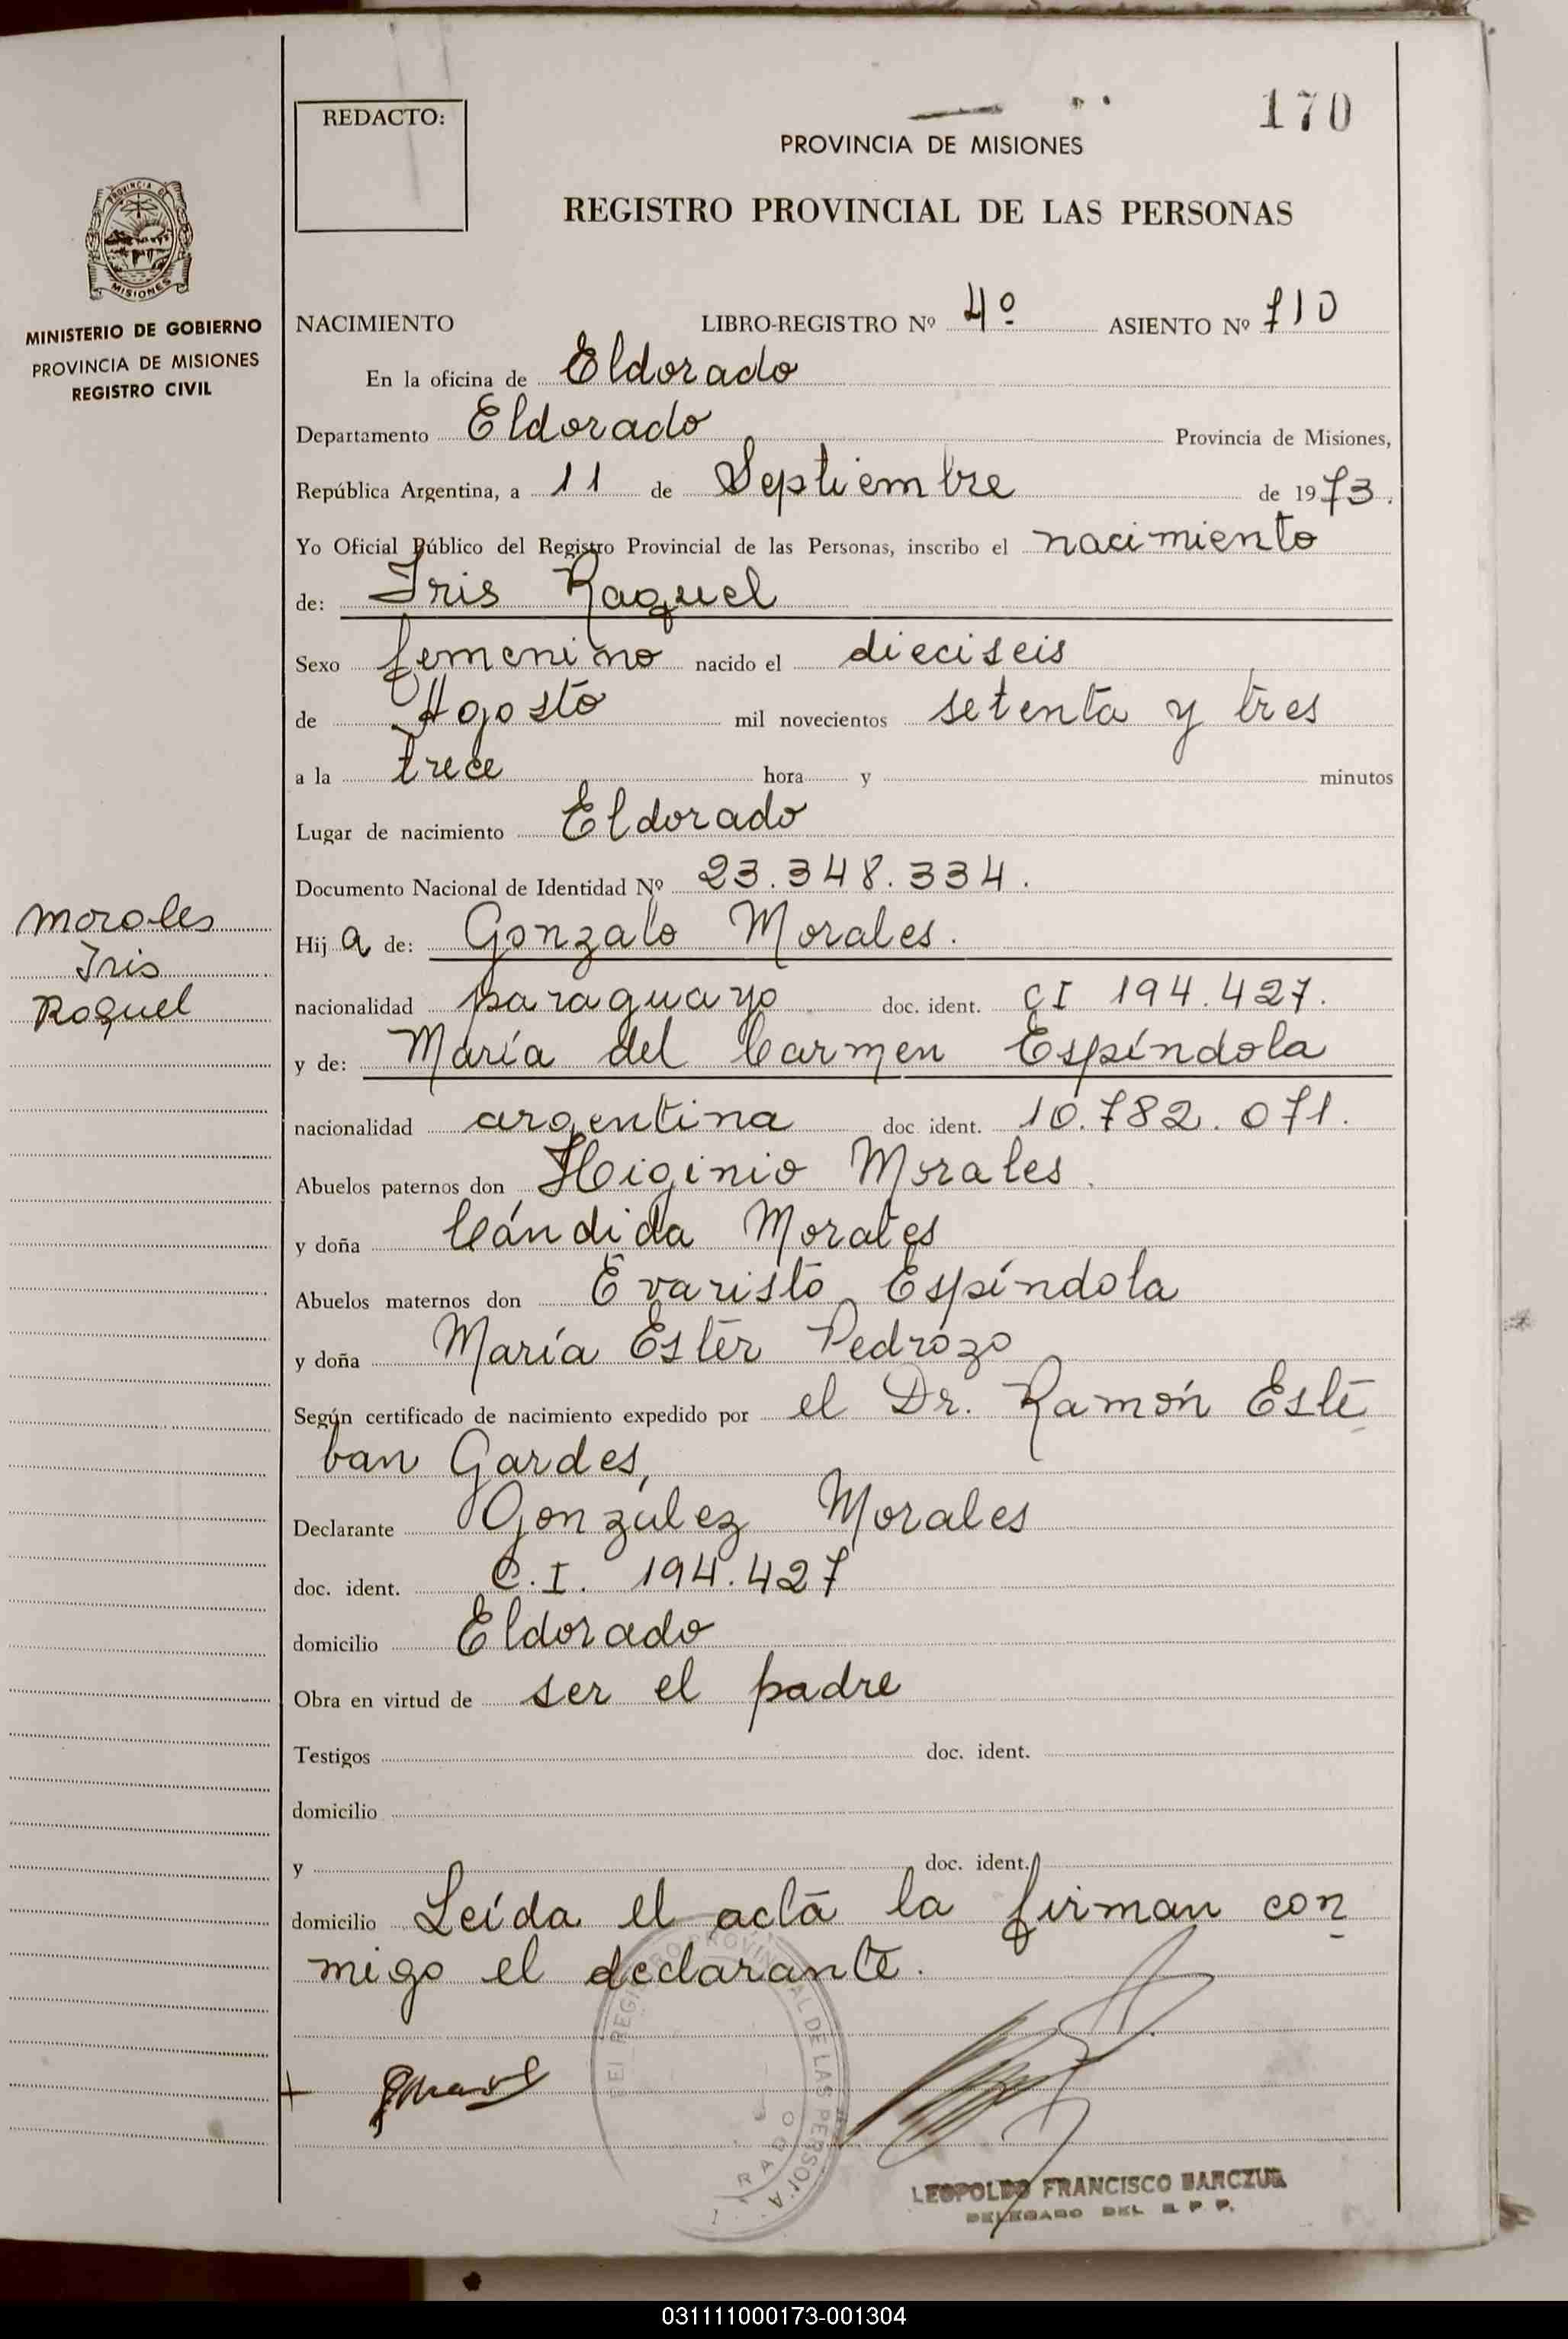 170
REDACTO:
PROVINCIA DE MISIONES
REGISTRO PROVINCIAL DE LAS PERSONAS
PROVINCIA DE
MISIONES
MINISTERIO DE GOBIERNO
PROVINCIA DE MISIONES
REGISTRO CIVIL
NACIMIENTO LIBRO-REGISTRO Nº 4º ASIENTO Nº 710
En la oficina de Eldorado
Departamento Eldorado Provincia de Misiones,
República Argentina, a 11 de Septiembre de 1973.
Yo Oficial Público del Registro Provincial de las Personas, inscribo el nacimiento
de: Iris Raquel
Sexo femenino nacido el dieciseis
de Agosto mil novecientos setenta y tres
a la trece hora y minutos
Lugar de nacimiento Eldorado
Documento Nacional de Identidad Nº 23.348.334.
Morales
Iris
Raquel
Hij a de: Gonzalo Morales.
nacionalidad paraguayo doc. ident. CI 194.427.
y de: María del Carmen Espíndola
nacionalidad argentina doc. ident. 10.782.071.
Abuelos paternos don Higinio Morales.
y doña Cándida Morales
Abuelos maternos don Evaristo Espíndola
y doña María Ester Pedrozo
Según certificado de nacimiento expedido por el Dr. Ramón Este
ban Gardes,
Declarante González Morales
doc. ident. C.I. 194.427
domicilio Eldorado
Obra en virtud de ser el padre
Testigos doc. ident.
domicilio
y doc. ident.
domicilio Leída el acta la firman con
migo el declarante.
REGISTRO PROVINCIAL DE LAS PERSONAS
LEOPOLDO FRANCISCO BARCZUK
DELEGADO DEL R P P.
031111000173-001304